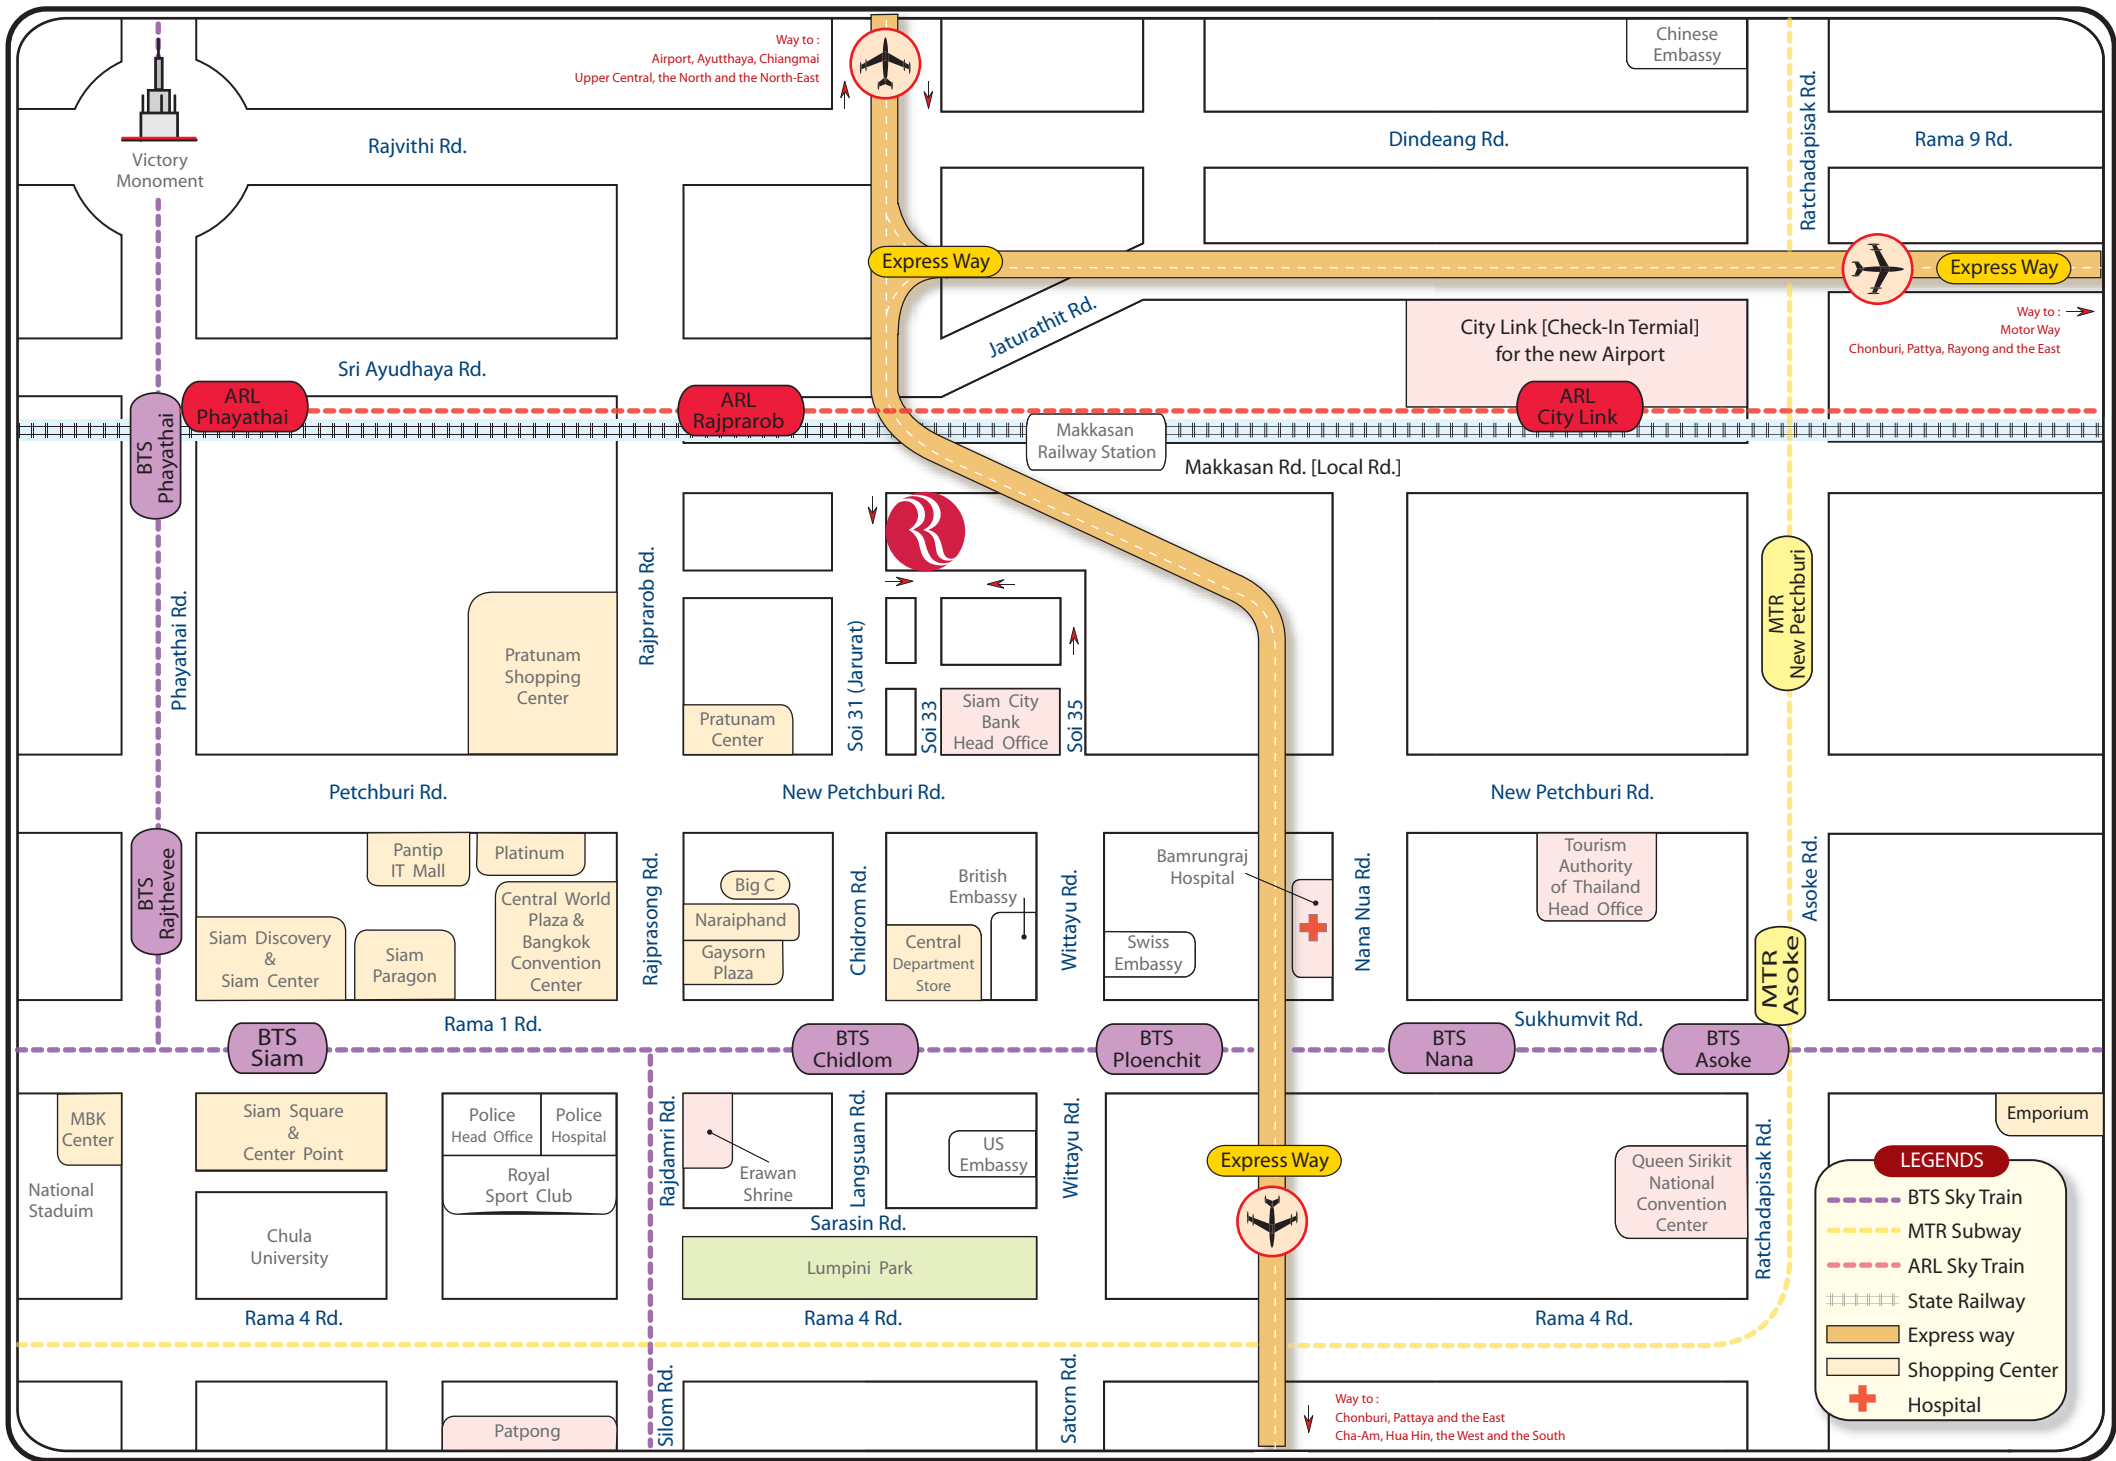 Way to :
Airport, Ayutthaya, Chiangmai
Upper Central, the North and the North-East
Chinese
Embassy
Victory
Monoment
Rajvithi Rd.
Dindeang Rd.
Ratchadapisak Rd.
Rama 9 Rd.
Express Way
Express Way
Way to :
Motor Way
Chonburi, Pattya, Rayong and the East
Jaturathit Rd.
City Link [Check-In Termial]
for the new Airport
Sri Ayudhaya Rd.
ARL
Phayathai
ARL
Rajprarob
ARL
City Link
BTS
Phayathai
Makkasan
Railway Station
Makkasan Rd. [Local Rd.]
Phayathai Rd.
Rajprarob Rd.
Pratunam
Shopping
Center
Pratunam
Center
Soi 31 (Jarurat)
Soi 33
Siam City
Bank
Head Office
Soi 35
MTR
New Petchburi
Petchburi Rd.
New Petchburi Rd.
New Petchburi Rd.
BTS
Rajthevee
Pantip
IT Mall
Platinum
Central World
Plaza &
Bangkok
Convention
Center
Siam Discovery
&
Siam Center
Siam
Paragon
Rajprasong Rd.
Big C
Naraiphand
Gaysorn
Plaza
Chidrom Rd.
British
Embassy
Central
Department
Store
Wittayu Rd.
Bamrungraj
Hospital
Swiss
Embassy
Nana Nua Rd.
Tourism
Authority
of Thailand
Head Office
Asoke Rd.
MTR
Asoke
Rama 1 Rd.
Sukhumvit Rd.
BTS
Siam
BTS
Chidlom
BTS
Ploenchit
BTS
Nana
BTS
Asoke
MBK
Center
National
Staduim
Siam Square
&
Center Point
Chula
University
Police
Head Office
Police
Hospital
Royal
Sport Club
Rajdamri Rd.
Erawan
Shrine
Langsuan Rd.
US
Embassy
Wittayu Rd.
Sarasin Rd.
Lumpini Park
Express Way
Queen Sirikit
National
Convention
Center
Ratchadapisak Rd.
Emporium
LEGENDS
BTS Sky Train
MTR Subway
ARL Sky Train
State Railway
Express way
Shopping Center
Hospital
Rama 4 Rd.
Rama 4 Rd.
Rama 4 Rd.
Patpong
Silom Rd.
Satorn Rd.
Way to :
Chonburi, Pattaya and the East
Cha-Am, Hua Hin, the West and the South